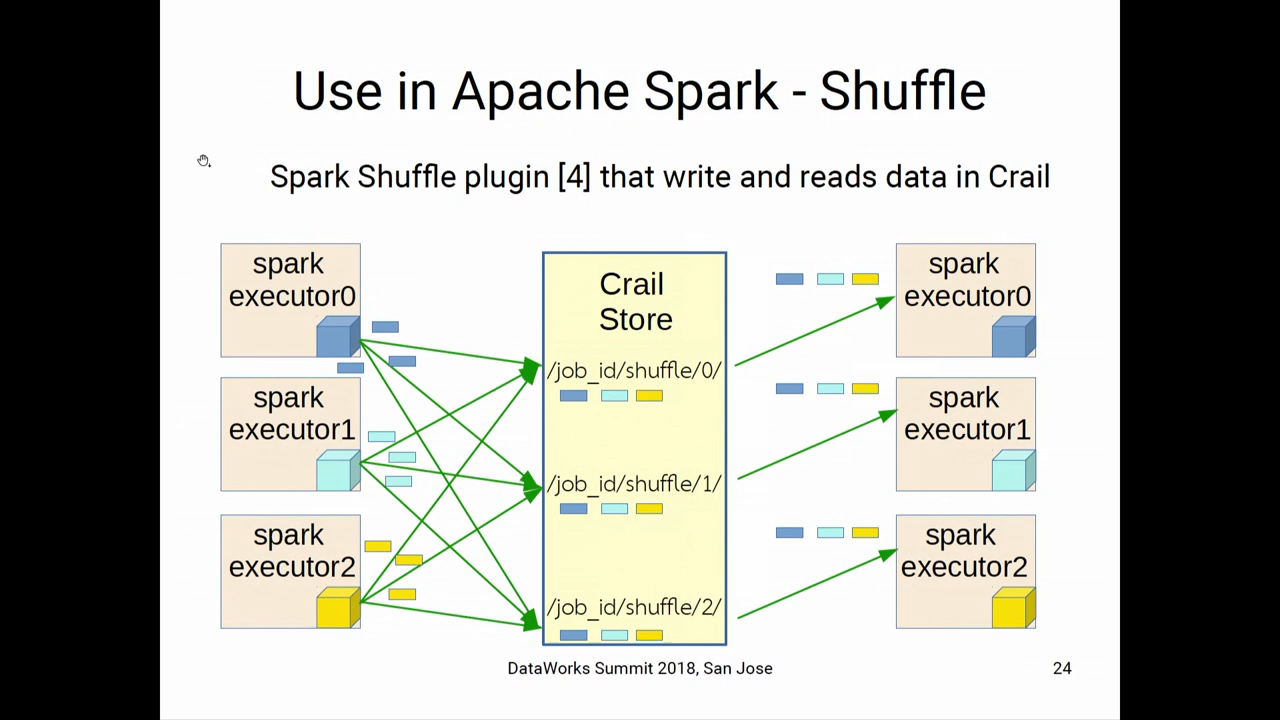 Use in Apache Spark - Shuffle
Spark Shuffle plugin [4] that write and reads data in Crail
spark
executor0
spark
executor1
spark
executor2
Crail
Store
/job_id/shuffle/0/
/job_id/shuffle/1/
/job_id/shuffle/2/
spark
executor0
spark
executor1
spark
executor2
DataWorks Summit 2018, San Jose
24